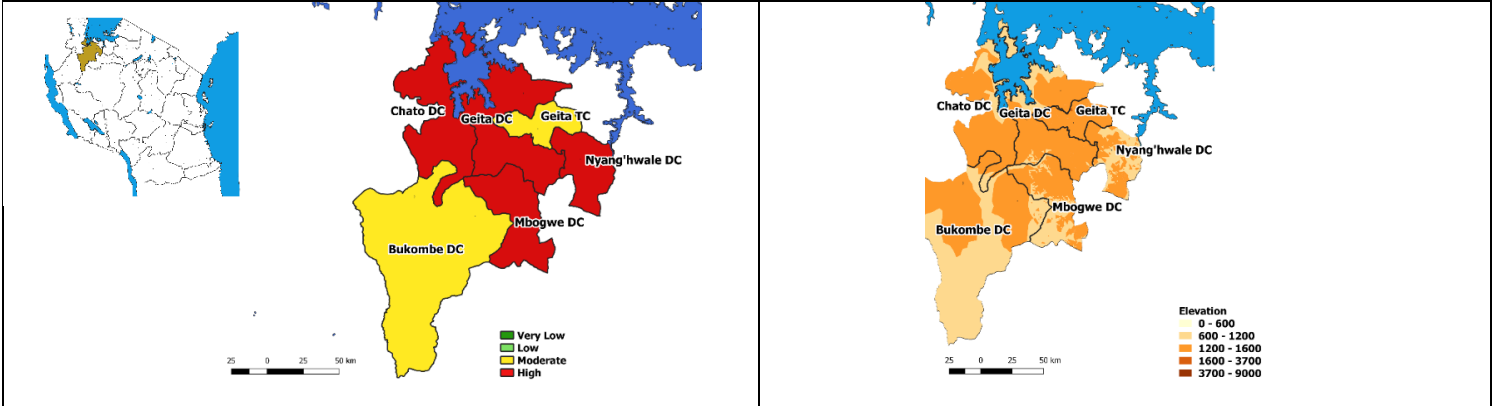 Chato DC
Geita DC
Geita TC
Nyang'hwale DC
Mbogwe DC
Bukombe DC
Very Low
Low
Moderate
High
25 0 25 50 km
Chato DC
Geita DC
Geita TC
Nyang'hwale DC
Mbogwe DC
Bukombe DC
Elevation
0 - 600
600 - 1200
1200 - 1600
1600 - 3700
3700 - 9000
25 0 25 50 km